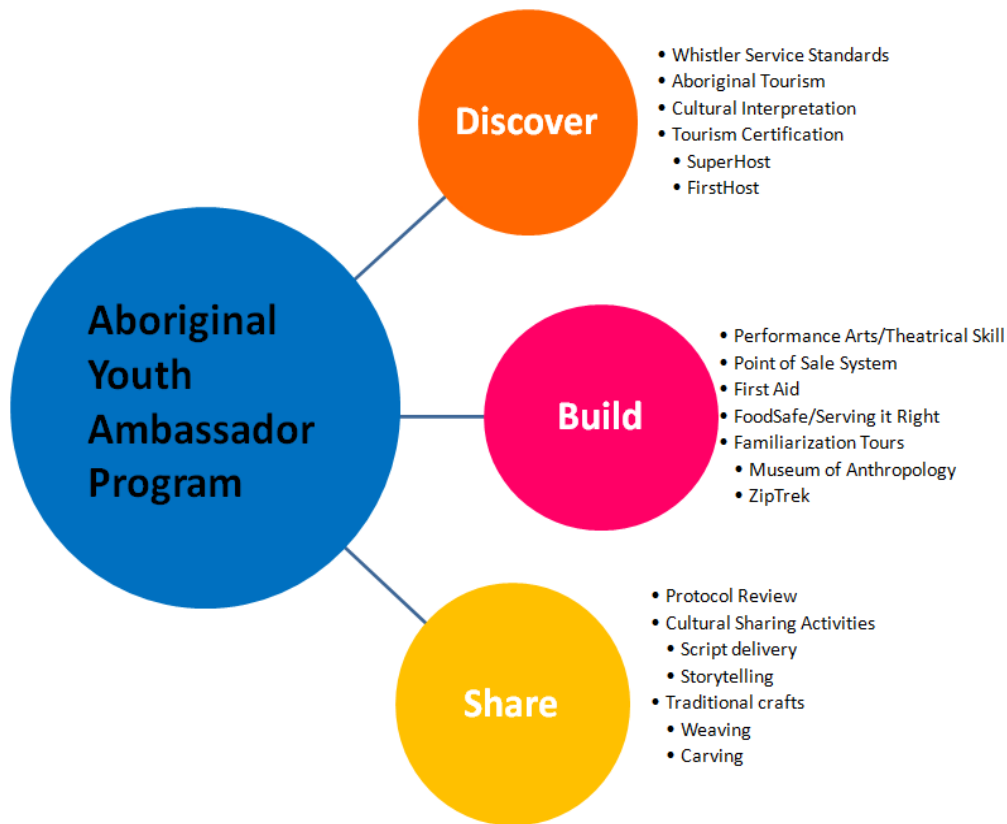 Aboriginal
Youth
Ambassador
Program
Discover
• Whistler Service Standards
• Aboriginal Tourism
• Cultural Interpretation
• Tourism Certification
• SuperHost
• FirstHost
Build
• Performance Arts/Theatrical Skill
• Point of Sale System
• First Aid
• FoodSafe/Serving it Right
• Familiarization Tours
• Museum of Anthropology
• ZipTrek
Share
• Protocol Review
• Cultural Sharing Activities
• Script delivery
• Storytelling
• Traditional crafts
• Weaving
• Carving